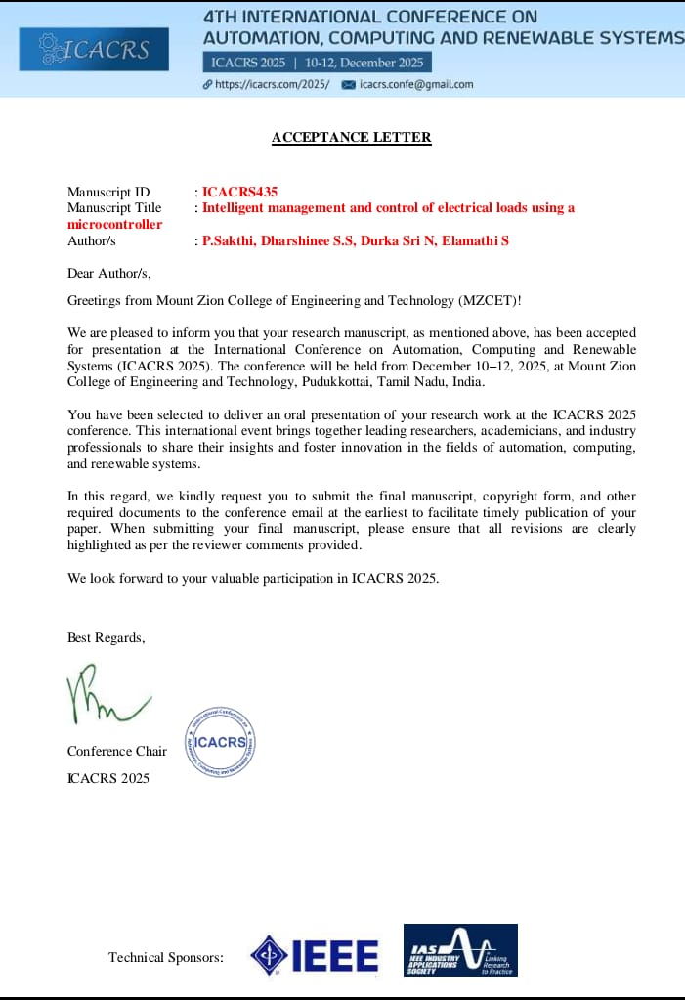 ICACRS
4TH INTERNATIONAL CONFERENCE ON
AUTOMATION, COMPUTING AND RENEWABLE SYSTEMS
ICACRS 2025 | 10-12, December 2025
https://icacrs.com/2025/ icacrs.confe@gmail.com
ACCEPTANCE LETTER
Manuscript ID : ICACRS435
Manuscript Title : Intelligent management and control of electrical loads using a
microcontroller
Author/s : P.Sakthi, Dharshinee S.S, Durka Sri N, Elamathi S
Dear Author/s,
Greetings from Mount Zion College of Engineering and Technology (MZCET)!
We are pleased to inform you that your research manuscript, as mentioned above, has been accepted
for presentation at the International Conference on Automation, Computing and Renewable
Systems (ICACRS 2025). The conference will be held from December 10–12, 2025, at Mount Zion
College of Engineering and Technology, Pudukkottai, Tamil Nadu, India.
You have been selected to deliver an oral presentation of your research work at the ICACRS 2025
conference. This international event brings together leading researchers, academicians, and industry
professionals to share their insights and foster innovation in the fields of automation, computing,
and renewable systems.
In this regard, we kindly request you to submit the final manuscript, copyright form, and other
required documents to the conference email at the earliest to facilitate timely publication of your
paper. When submitting your final manuscript, please ensure that all revisions are clearly
highlighted as per the reviewer comments provided.
We look forward to your valuable participation in ICACRS 2025.
Best Regards,
International Conference on
ICACRS
Automation, Computing and Renewable Systems
Conference Chair
ICACRS 2025
Technical Sponsors:
IEEE
IAS
IEEE INDUSTRY
APPLICATIONS
SOCIETY
Linking
Research
to Practice